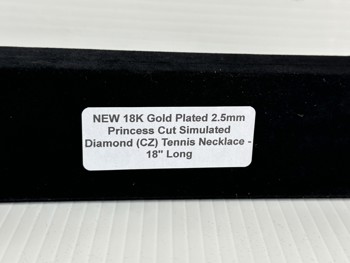 NEW 18K Gold Plated 2.5mm
Princess Cut Simulated
Diamond (CZ) Tennis Necklace -
18" Long